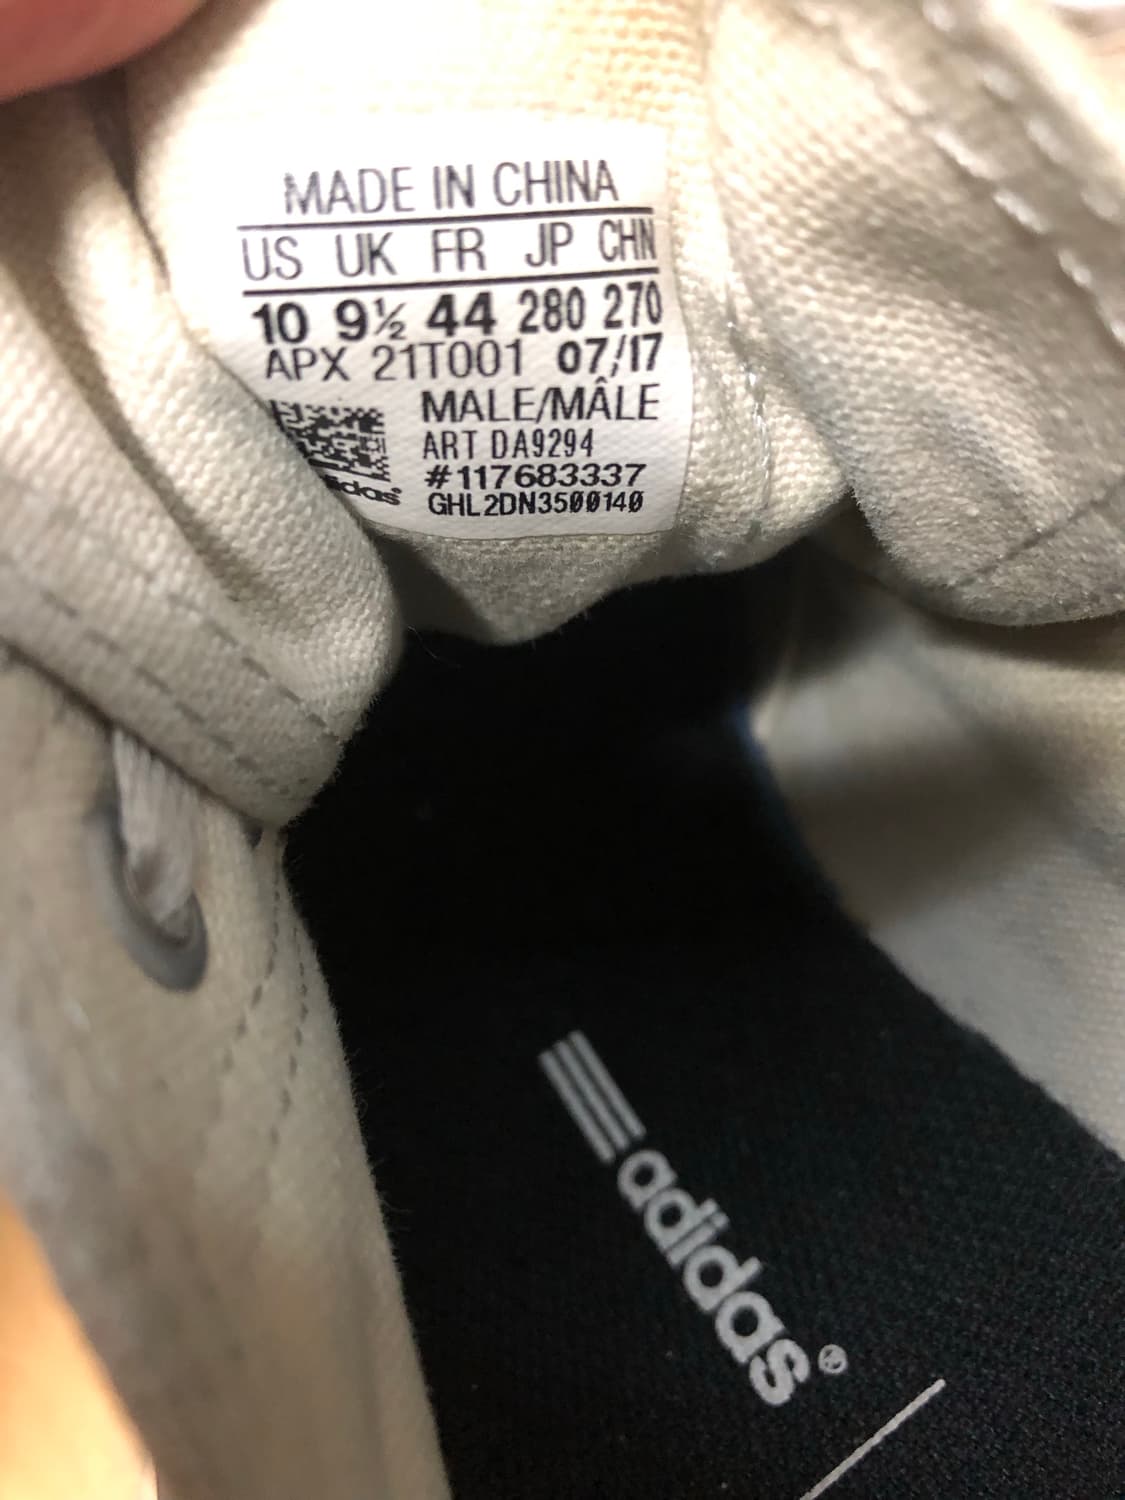 MADE IN CHINA
US UK FR JP CHN
10 9½ 44 280 270
APX 21T001 07/17
MALE/MÂLE
ART DA9294
#117683337
GHL2DN3500140
adidas®